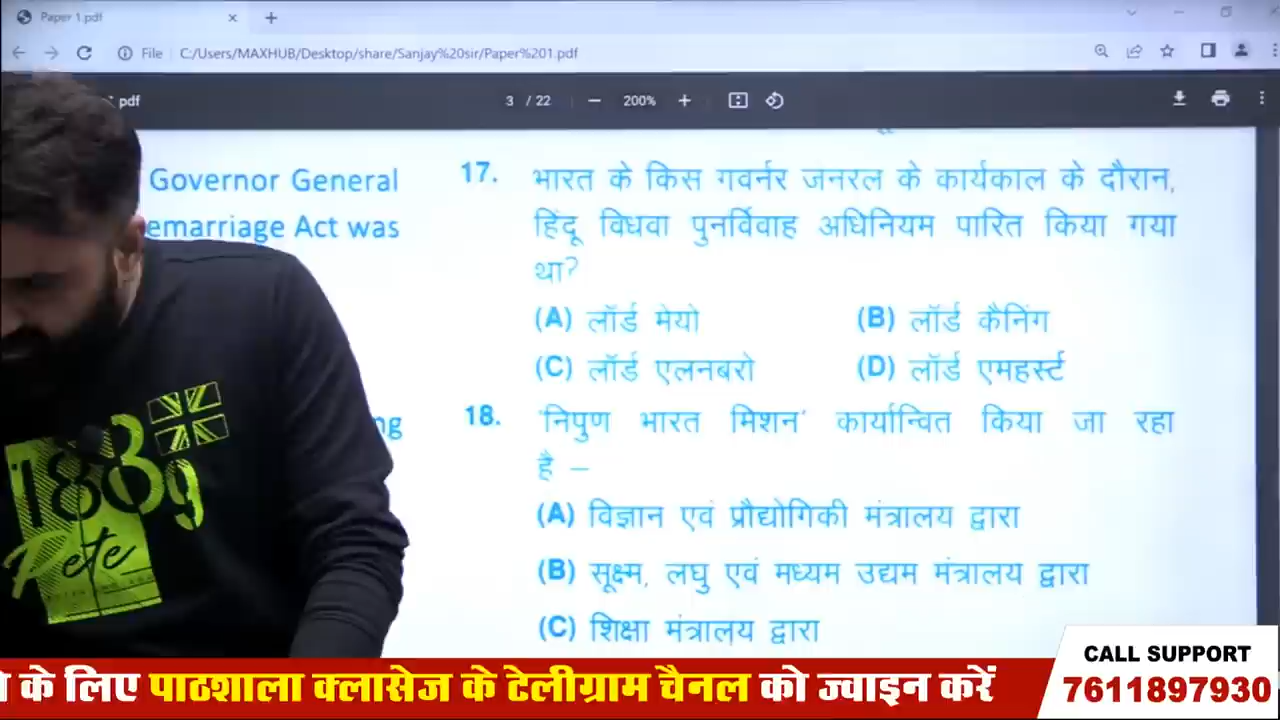 Paper 1.pdf
File C:/Users/MAXHUB/Desktop/share/Sanjay%20sir/Paper%201.pdf
pdf 3 / 22 200%
Governor General
emarriage Act was
ng
17. भारत के किस गवर्नर जनरल के कार्यकाल के दौरान,
हिंदू विधवा पुनर्विवाह अधिनियम पारित किया गया
था?
(A) लॉर्ड मेयो (B) लॉर्ड कैनिंग
(C) लॉर्ड एलनबरो (D) लॉर्ड एमहर्स्ट
18. 'निपुण भारत मिशन' कार्यान्वित किया जा रहा
है –
(A) विज्ञान एवं प्रौद्योगिकी मंत्रालय द्वारा
(B) सूक्ष्म, लघु एवं मध्यम उद्यम मंत्रालय द्वारा
(C) शिक्षा मंत्रालय द्वारा
1889
Pete
के लिए पाठशाला क्लासेज के टेलीग्राम चैनल को ज्वाइन करें
CALL SUPPORT
7611897930